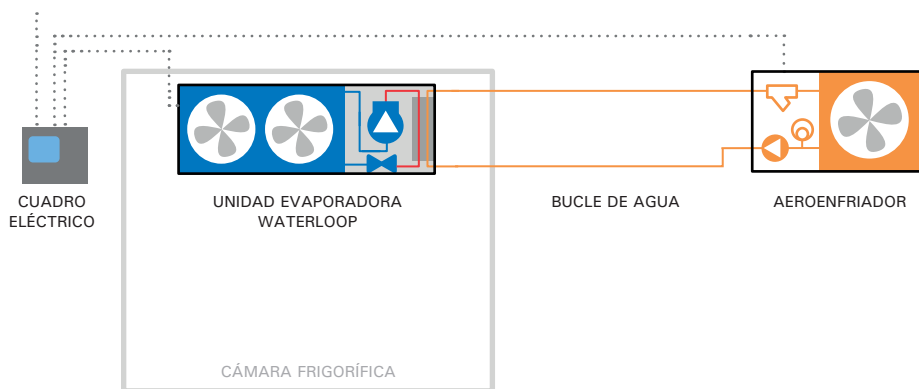 CUADRO
ELÉCTRICO
UNIDAD EVAPORADORA
WATERLOOP
BUCLE DE AGUA
AEROENFRIADOR
CÁMARA FRIGORÍFICA